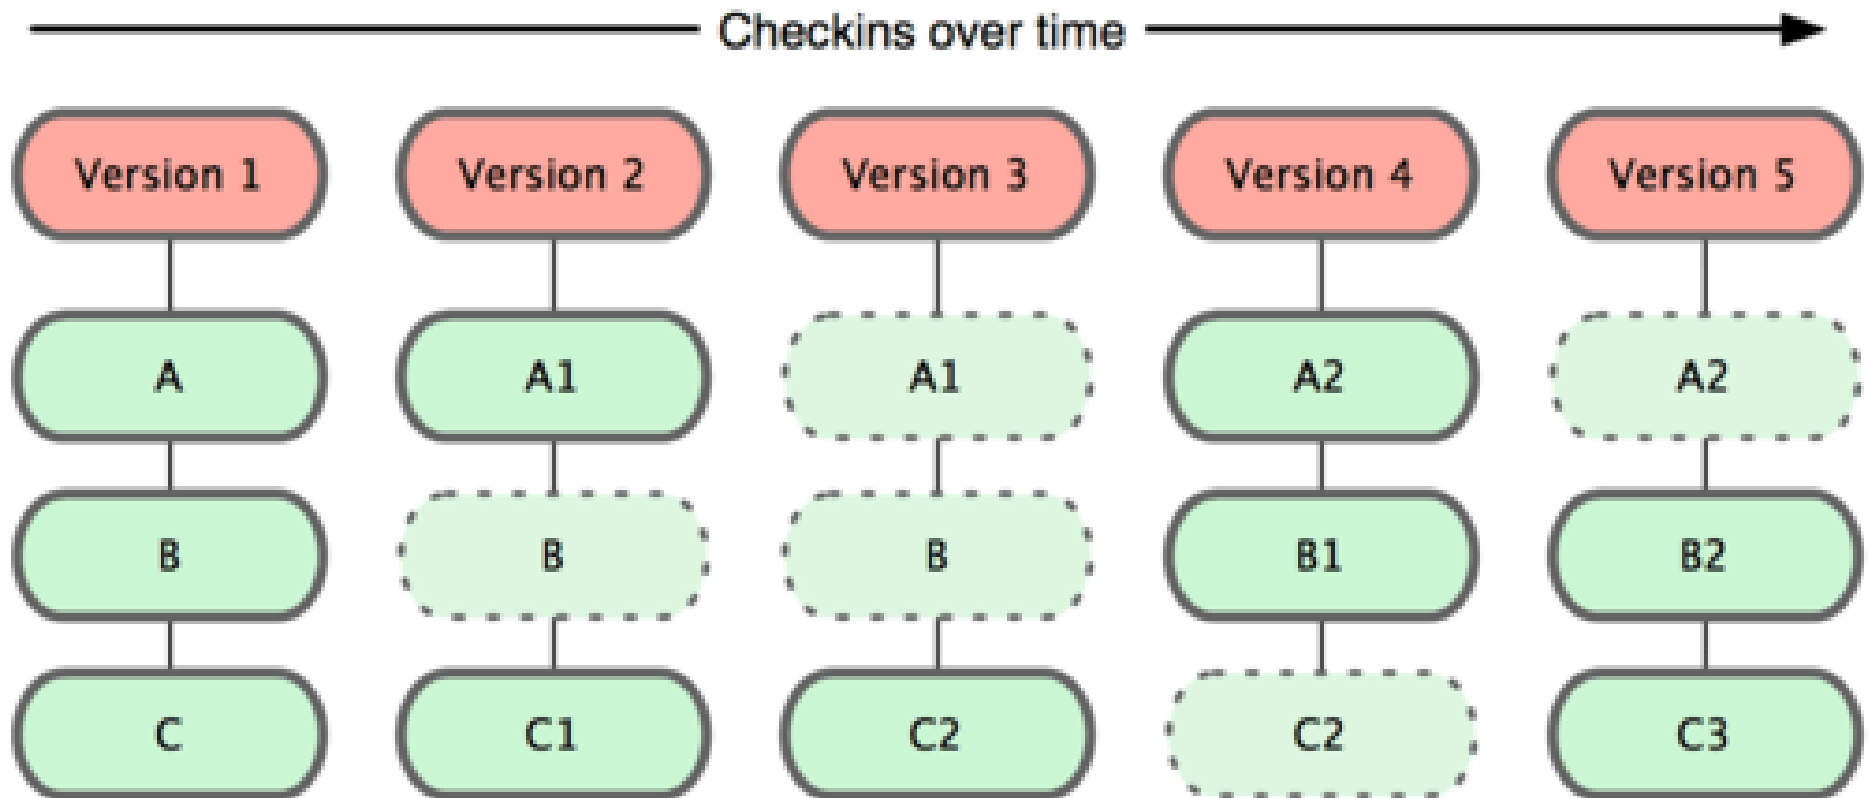 Checkins over time
Version 1 Version 2 Version 3 Version 4 Version 5
A A1 A1 A2 A2
B B B B1 B2
C C1 C2 C2 C3